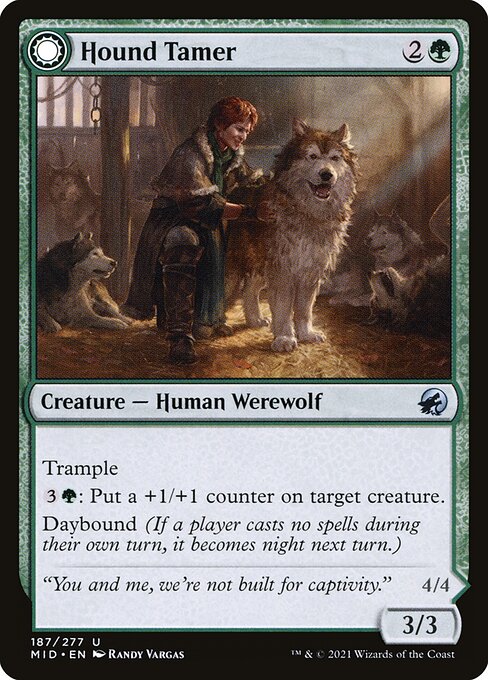 Hound Tamer 2
Creature — Human Werewolf
Trample
3 : Put a +1/+1 counter on target creature.
Daybound (If a player casts no spells during
their own turn, it becomes night next turn.)
“You and me, we’re not built for captivity.” 4/4
3/3
187/277 U
MID • EN Randy Vargas ™ & © 2021 Wizards of the Coast